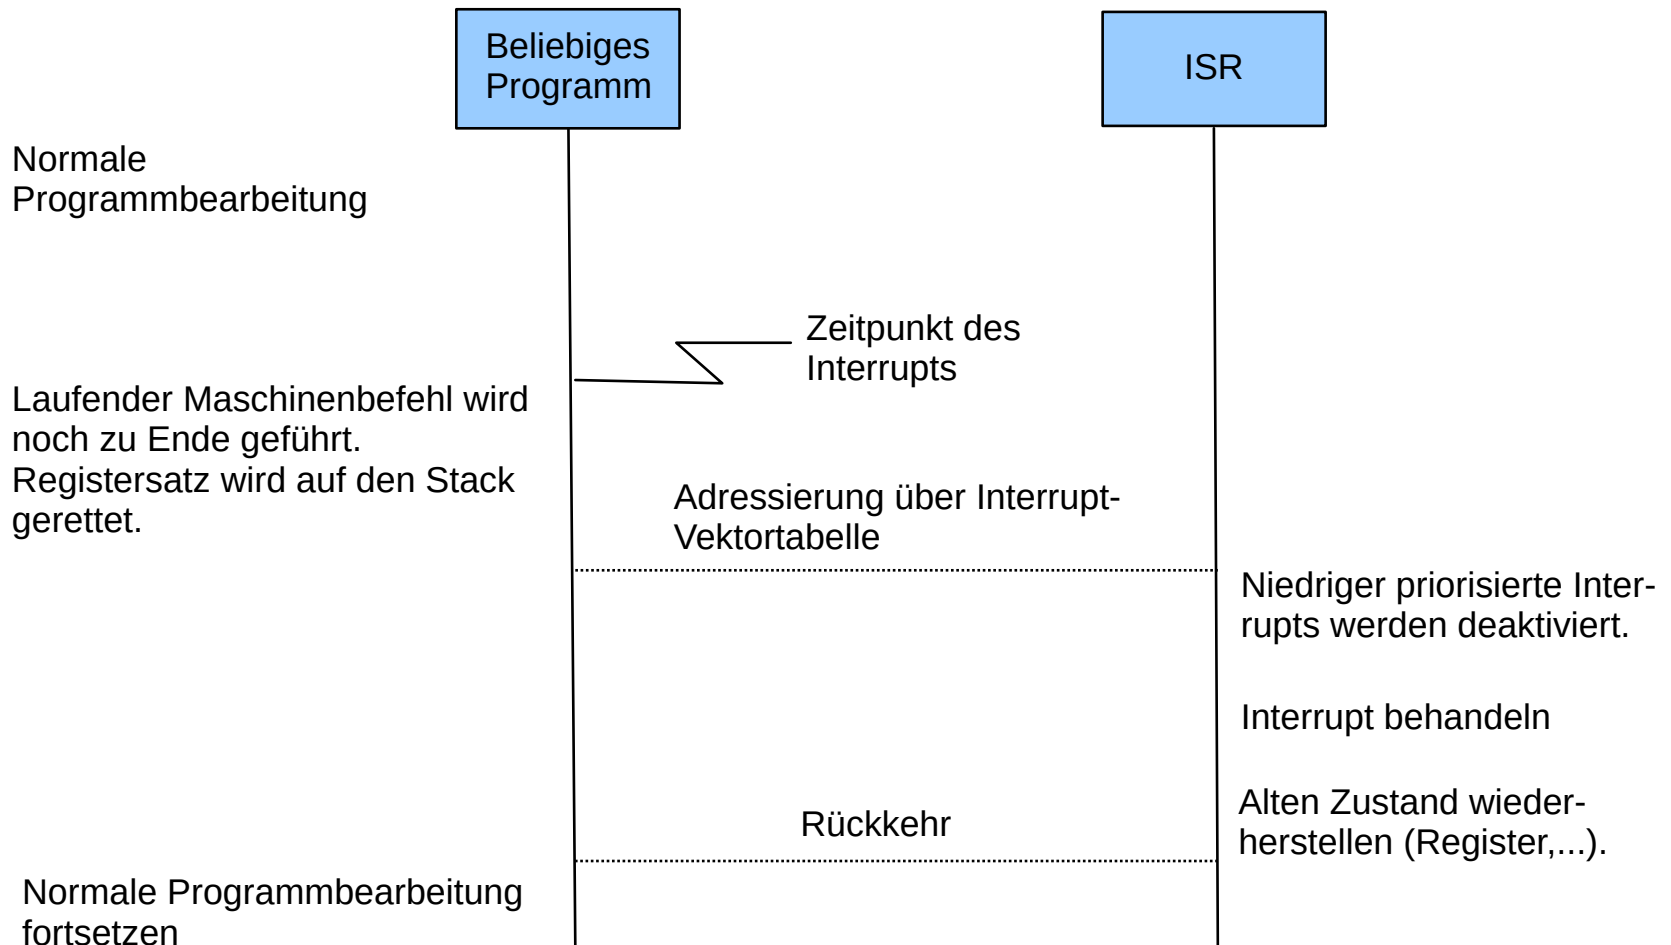 Beliebiges
Programm
ISR
Normale
Programmbearbeitung
Zeitpunkt des
Interrupts
Laufender Maschinenbefehl wird
noch zu Ende geführt.
Registersatz wird auf den Stack
gerettet.
Adressierung über Interrupt-
Vektortabelle
Niedriger priorisierte Inter-
rupts werden deaktiviert.
Interrupt behandeln
Alten Zustand wieder-
herstellen (Register,...).
Rückkehr
Normale Programmbearbeitung
fortsetzen